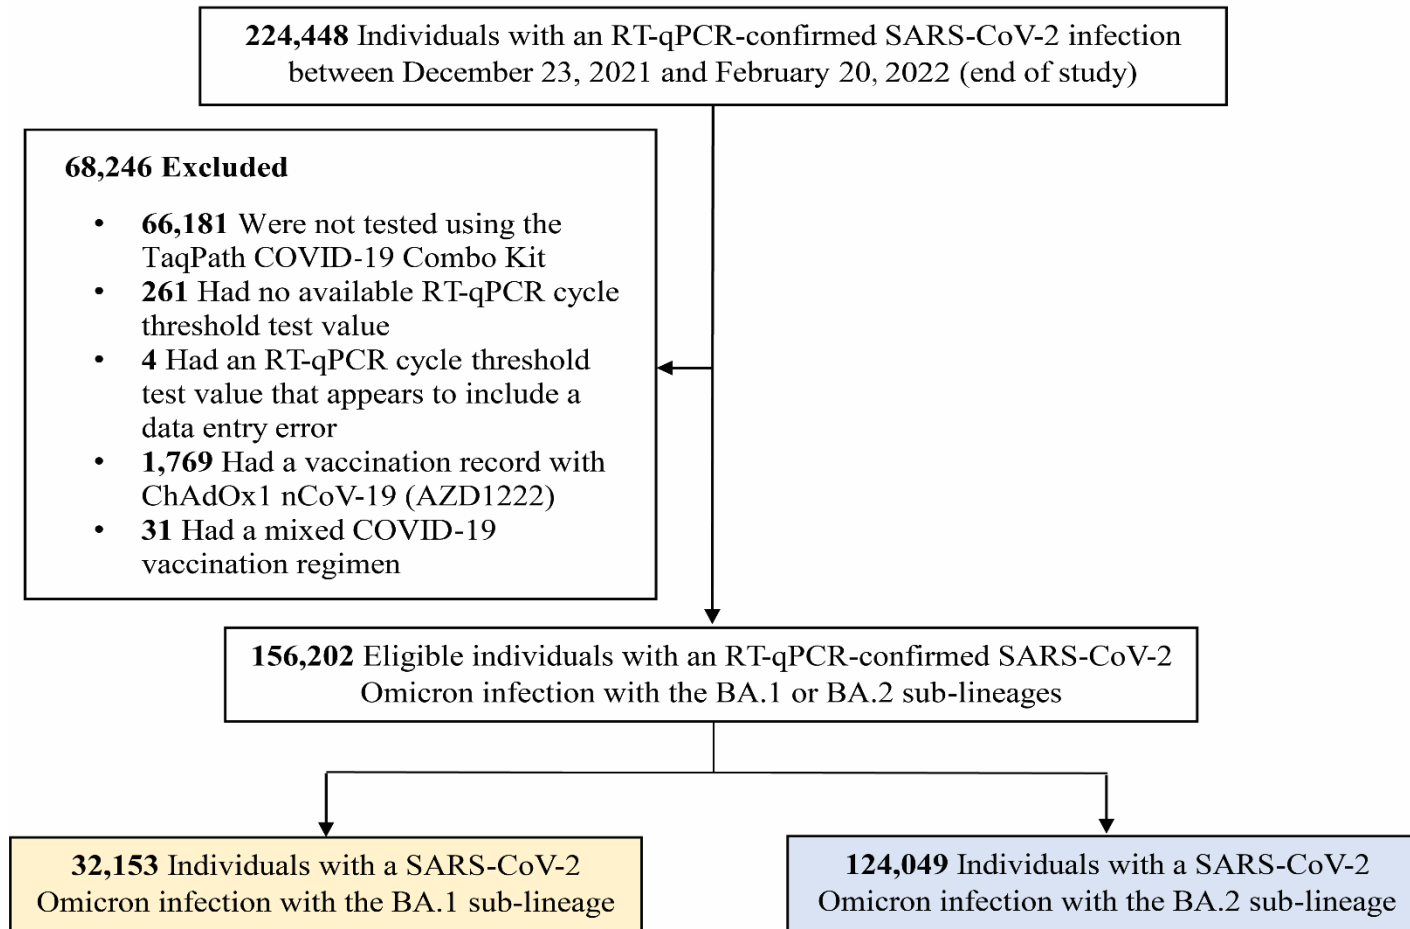 224,448 Individuals with an RT-qPCR-confirmed SARS-CoV-2 infection
between December 23, 2021 and February 20, 2022 (end of study)
68,246 Excluded
• 66,181 Were not tested using the
TaqPath COVID-19 Combo Kit
• 261 Had no available RT-qPCR cycle
threshold test value
• 4 Had an RT-qPCR cycle threshold
test value that appears to include a
data entry error
• 1,769 Had a vaccination record with
ChAdOx1 nCoV-19 (AZD1222)
• 31 Had a mixed COVID-19
vaccination regimen
156,202 Eligible individuals with an RT-qPCR-confirmed SARS-CoV-2
Omicron infection with the BA.1 or BA.2 sub-lineages
32,153 Individuals with a SARS-CoV-2
Omicron infection with the BA.1 sub-lineage
124,049 Individuals with a SARS-CoV-2
Omicron infection with the BA.2 sub-lineage